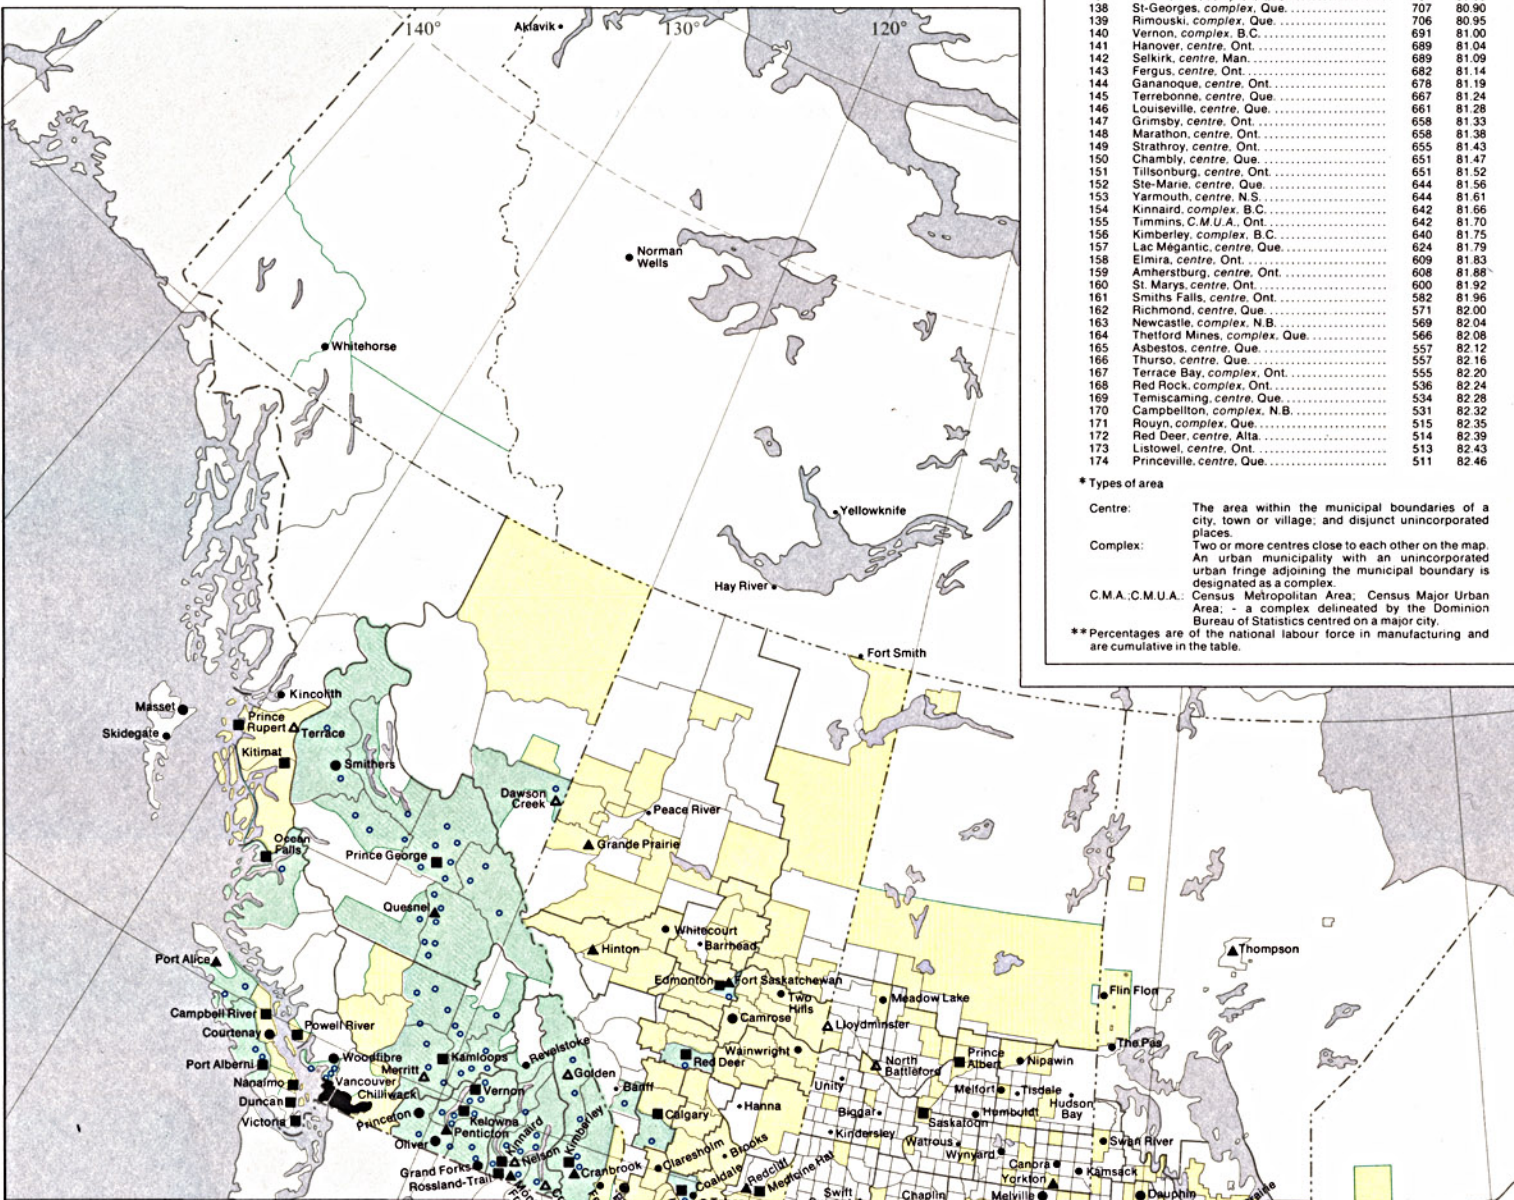 140°
Aklavik
130°
120°
Norman
Wells
Whitehorse
Yellowknife
Hay River
Fort Smith
Kincolith
Masset
Prince
Rupert
Skidegate
Terrace
Kitimat
Smithers
Dawson
Creek
Peace River
Ocean
Falls
Prince George
Grande Prairie
Quesnel
Whitecourt
Barrhead
Hinton
Thompson
Port Alice
Edmonton
Fort Saskatchewan
Two
Hills
Meadow Lake
Flin Flon
Campbell River
Courtenay
Powell River
Camrose
Lloydminster
The Pas
Port Alberni
Woodfibre
Kamloops
Revelstoke
Red Deer
Wainwright
North
Battleford
Prince
Albert
Nipawin
Merritt
Golden
Nanaimo
Vancouver
Chilliwack
Vernon
Banff
Unity
Melfort
Tisdale
Hudson
Bay
Duncan
Princeton
Kelowna
Calgary
Hanna
Biggar
Saskatoon
Humboldt
Victoria
Penticton
Kinnaird
Kimberley
Kindersley
Oliver
Nelson
Claresholm
Brooks
Watrous
Wynyard
Swan River
Grand Forks
Rossland-Trail
Cranbrook
Coaldale
Redcliff
Medicine Hat
Canora
Kamsack
Yorkton
Swift
Chaplin
Melville
Dauphin
138 St-Georges, complex, Que. 707 80.90
139 Rimouski, complex, Que. 706 80.95
140 Vernon, complex, B.C. 691 81.00
141 Hanover, centre, Ont. 689 81.04
142 Selkirk, centre, Man. 689 81.09
143 Fergus, centre, Ont. 682 81.14
144 Gananoque, centre, Ont. 678 81.19
145 Terrebonne, centre, Que. 667 81.24
146 Louiseville, centre, Que. 661 81.28
147 Grimsby, centre, Ont. 658 81.33
148 Marathon, centre, Ont. 658 81.38
149 Strathroy, centre, Ont. 655 81.43
150 Chambly, centre, Que. 651 81.47
151 Tillsonburg, centre, Ont. 651 81.52
152 Ste-Marie, centre, Que. 644 81.56
153 Yarmouth, centre, N.S. 644 81.61
154 Kinnaird, complex, B.C. 642 81.66
155 Timmins, C.M.U.A., Ont. 642 81.70
156 Kimberley, complex, B.C. 640 81.75
157 Lac Mégantic, centre, Que. 624 81.79
158 Elmira, centre, Ont. 609 81.83
159 Amherstburg, centre, Ont. 608 81.88
160 St. Marys, centre, Ont. 600 81.92
161 Smiths Falls, centre, Ont. 582 81.96
162 Richmond, centre, Que. 571 82.00
163 Newcastle, complex, N.B. 569 82.04
164 Thetford Mines, complex, Que. 566 82.08
165 Asbestos, centre, Que. 557 82.12
166 Thurso, centre, Que. 557 82.16
167 Terrace Bay, complex, Ont. 555 82.20
168 Red Rock, complex, Ont. 536 82.24
169 Temiscaming, centre, Que. 534 82.28
170 Campbellton, complex, N.B. 531 82.32
171 Rouyn, complex, Que. 515 82.35
172 Red Deer, centre, Alta. 514 82.39
173 Listowel, centre, Ont. 513 82.43
174 Princeville, centre, Que. 511 82.46
* Types of area
Centre: The area within the municipal boundaries of a
city, town or village; and disjunct unincorporated
places.
Complex: Two or more centres close to each other on the map.
An urban municipality with an unincorporated
urban fringe adjoining the municipal boundary is
designated as a complex.
C.M.A.;C.M.U.A.: Census Metropolitan Area; Census Major Urban
Area; - a complex delineated by the Dominion
Bureau of Statistics centred on a major city.
** Percentages are of the national labour force in manufacturing and
are cumulative in the table.